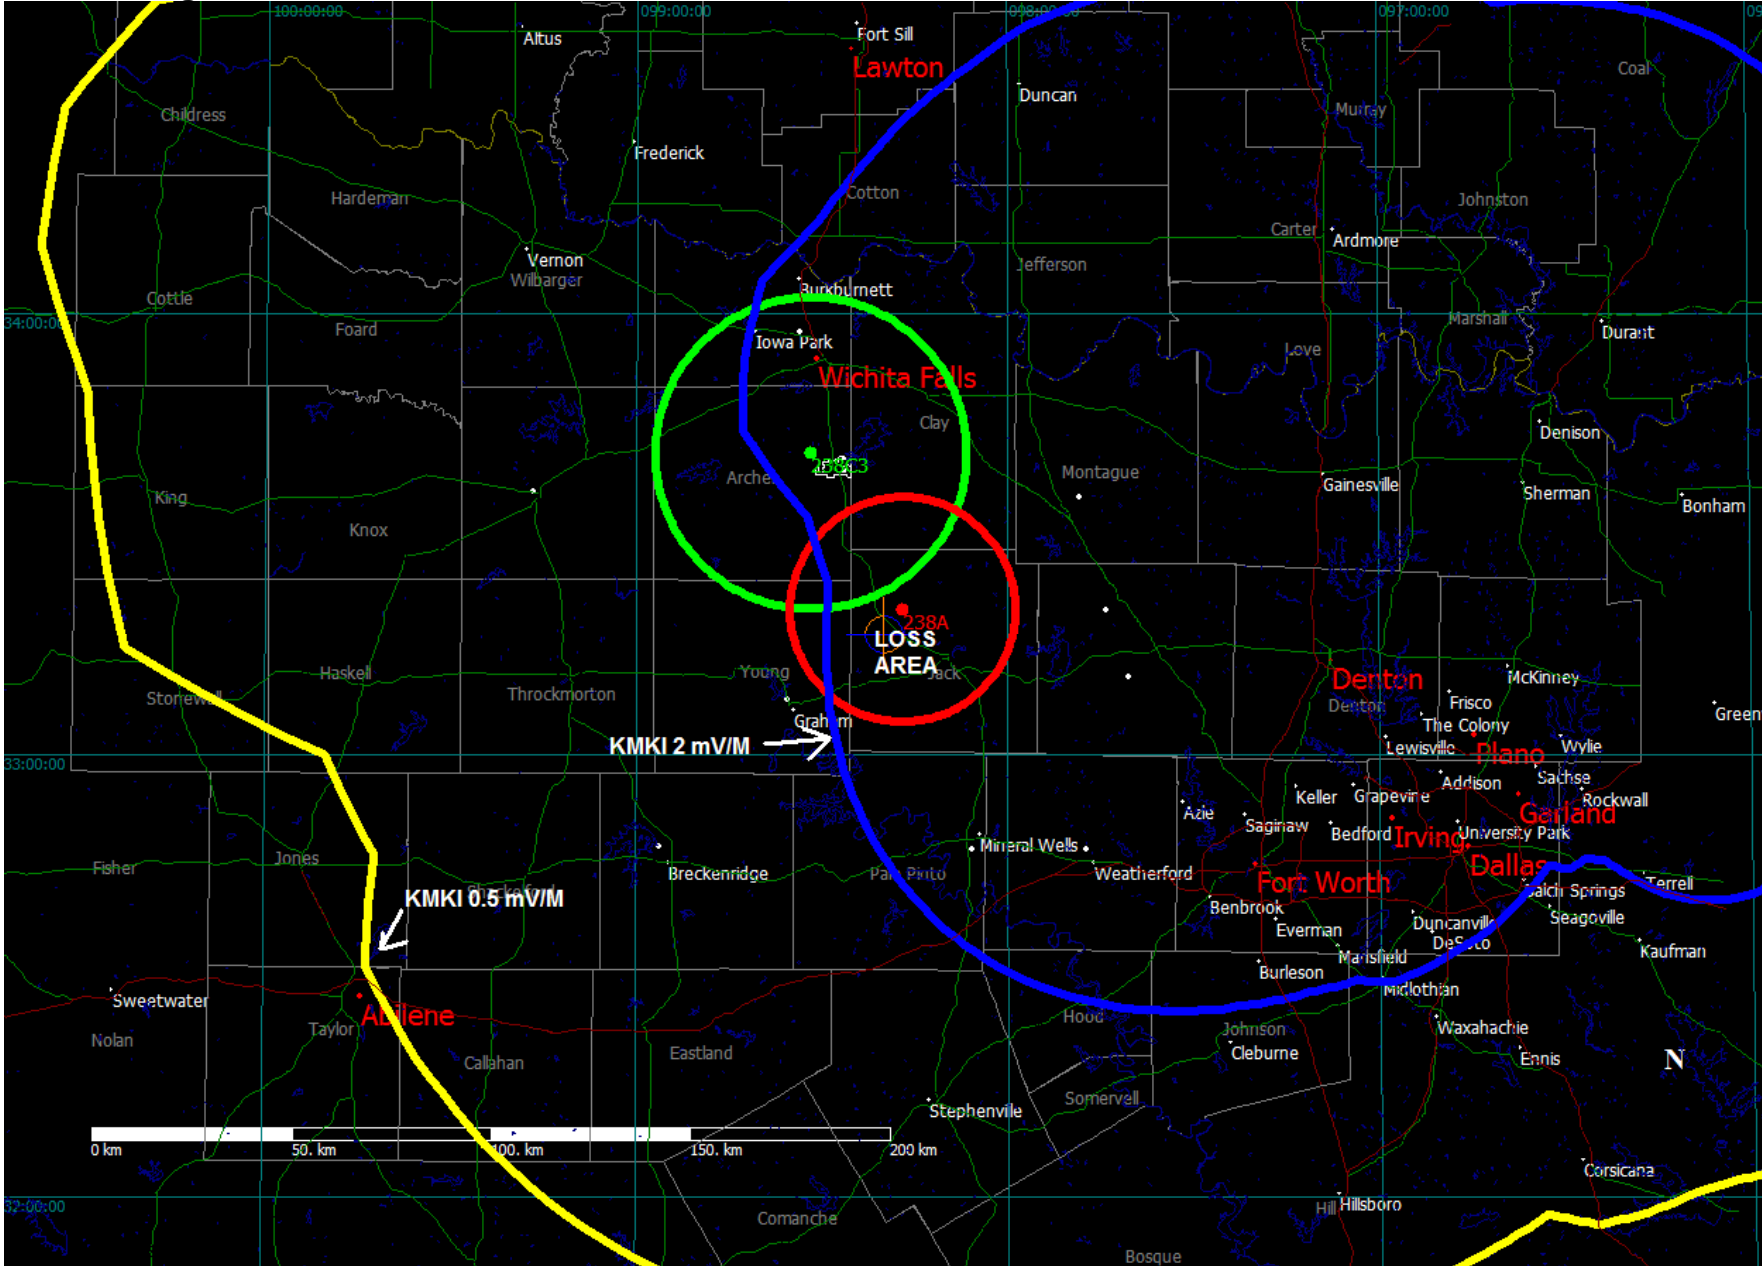 100:00:00
099:00:00
098:00:00
097:00:00
Altus
Fort Sill
Lawton
Duncan
Coal
Childress
Murray
Frederick
Hardeman
Cotton
Johnston
Carter
Ardmore
Vernon
Wilbarger
Jefferson
Burkburnett
Cottle
34:00:00
Foard
Iowa Park
Marshall
Durant
Love
Wichita Falls
Clay
Denison
238C3
Archer
Montague
Gainesville
Sherman
Bonham
King
Knox
238A
LOSS
AREA
Jack
Young
Haskell
Throckmorton
Stonewall
Denton
Denton
McKinney
Frisco
The Colony
Green
Graham
KMKI 2 mV/M
Lewisville
Plano
Wylie
33:00:00
Addison
Sachse
Keller
Grapevine
Rockwall
Azle
Saginaw
Bedford
Irving
Garland
University Park
Mineral Wells
Dallas
Jones
Fisher
Shackelford
Breckenridge
Palo Pinto
Weatherford
Fort Worth
Balch Springs
Terrell
KMKI 0.5 mV/M
Benbrook
Everman
Duncanville
DeSoto
Seagoville
Kaufman
Mansfield
Burleson
Midlothian
Sweetwater
Abilene
Taylor
Nolan
Callahan
Eastland
Hood
Johnson
Cleburne
Waxahachie
Ennis
N
Somervell
Stephenville
0 km
50. km
100. km
150. km
200 km
Corsicana
32:00:00
Comanche
Hill
Hillsboro
Bosque